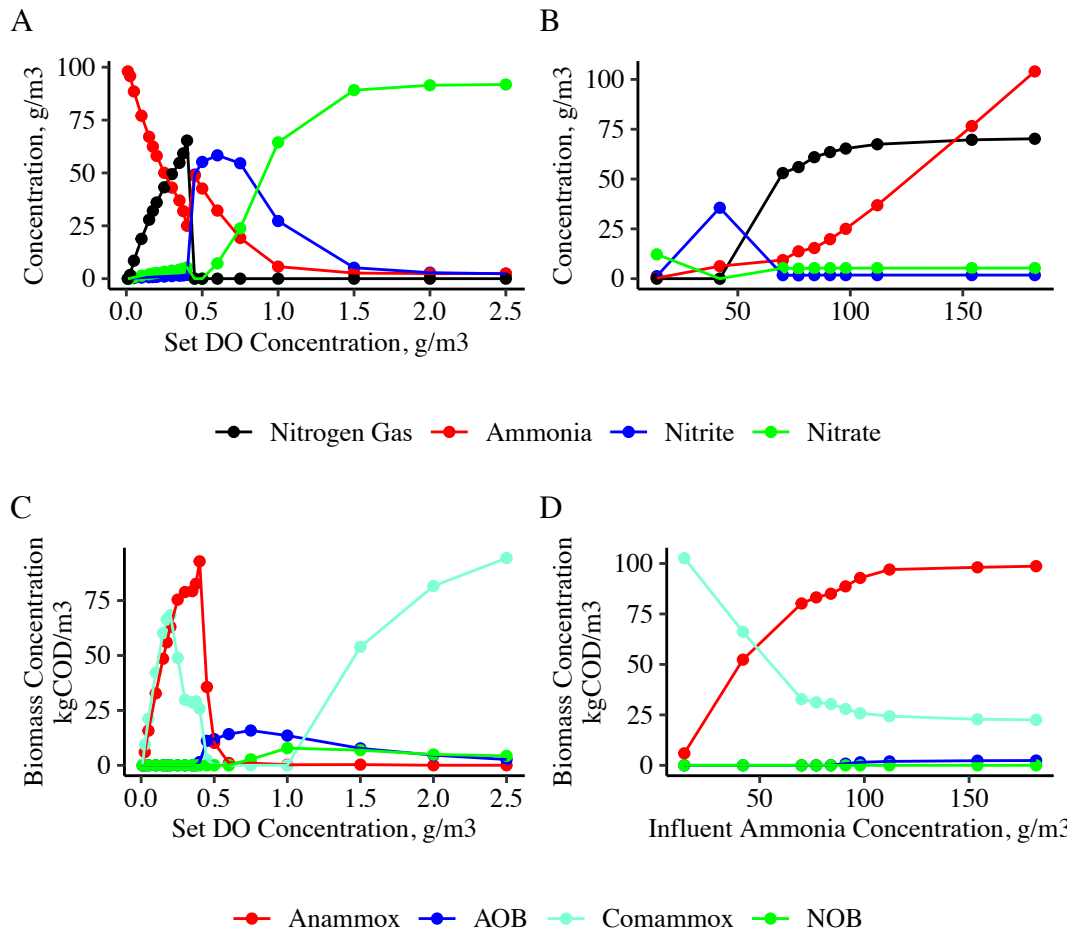 A
B
Concentration, g/m3
100
75
50
25
0
0.0 0.5 1.0 1.5 2.0 2.5
Set DO Concentration, g/m3
Concentration, g/m3
100
75
50
25
0
50 100 150
Nitrogen Gas Ammonia Nitrite Nitrate
C
D
Biomass Concentration
kgCOD/m3
75
50
25
0
0.0 0.5 1.0 1.5 2.0 2.5
Set DO Concentration, g/m3
Biomass Concentration
kgCOD/m3
100
75
50
25
0
50 100 150
Influent Ammonia Concentration, g/m3
Anammox AOB Comammox NOB